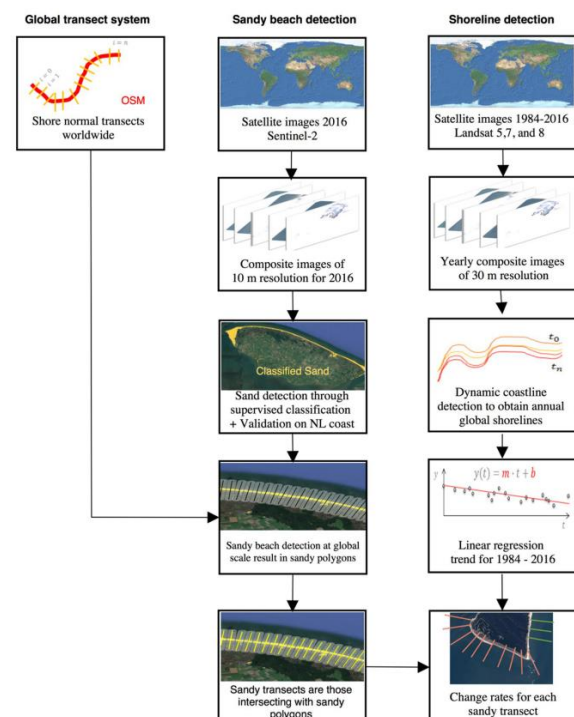 Global transect system
i = 0
i = 1
i = n
OSM
Shore normal transects
worldwide
Sandy beach detection
Satellite images 2016
Sentinel-2
Composite images of
10 m resolution for 2016
Classified Sand
Sand detection through
supervised classification
+ Validation on NL coast
Sandy beach detection at global
scale result in sandy polygons
Sandy transects are those
intersecting with sandy
polygons
Shoreline detection
Satellite images 1984-2016
Landsat 5,7, and 8
Yearly composite images
of 30 m resolution
t0
tn
Dynamic coastline
detection to obtain annual
global shorelines
y
y(t) = m · t + b
t
Linear regression
trend for 1984 - 2016
Change rates for each
sandy transect